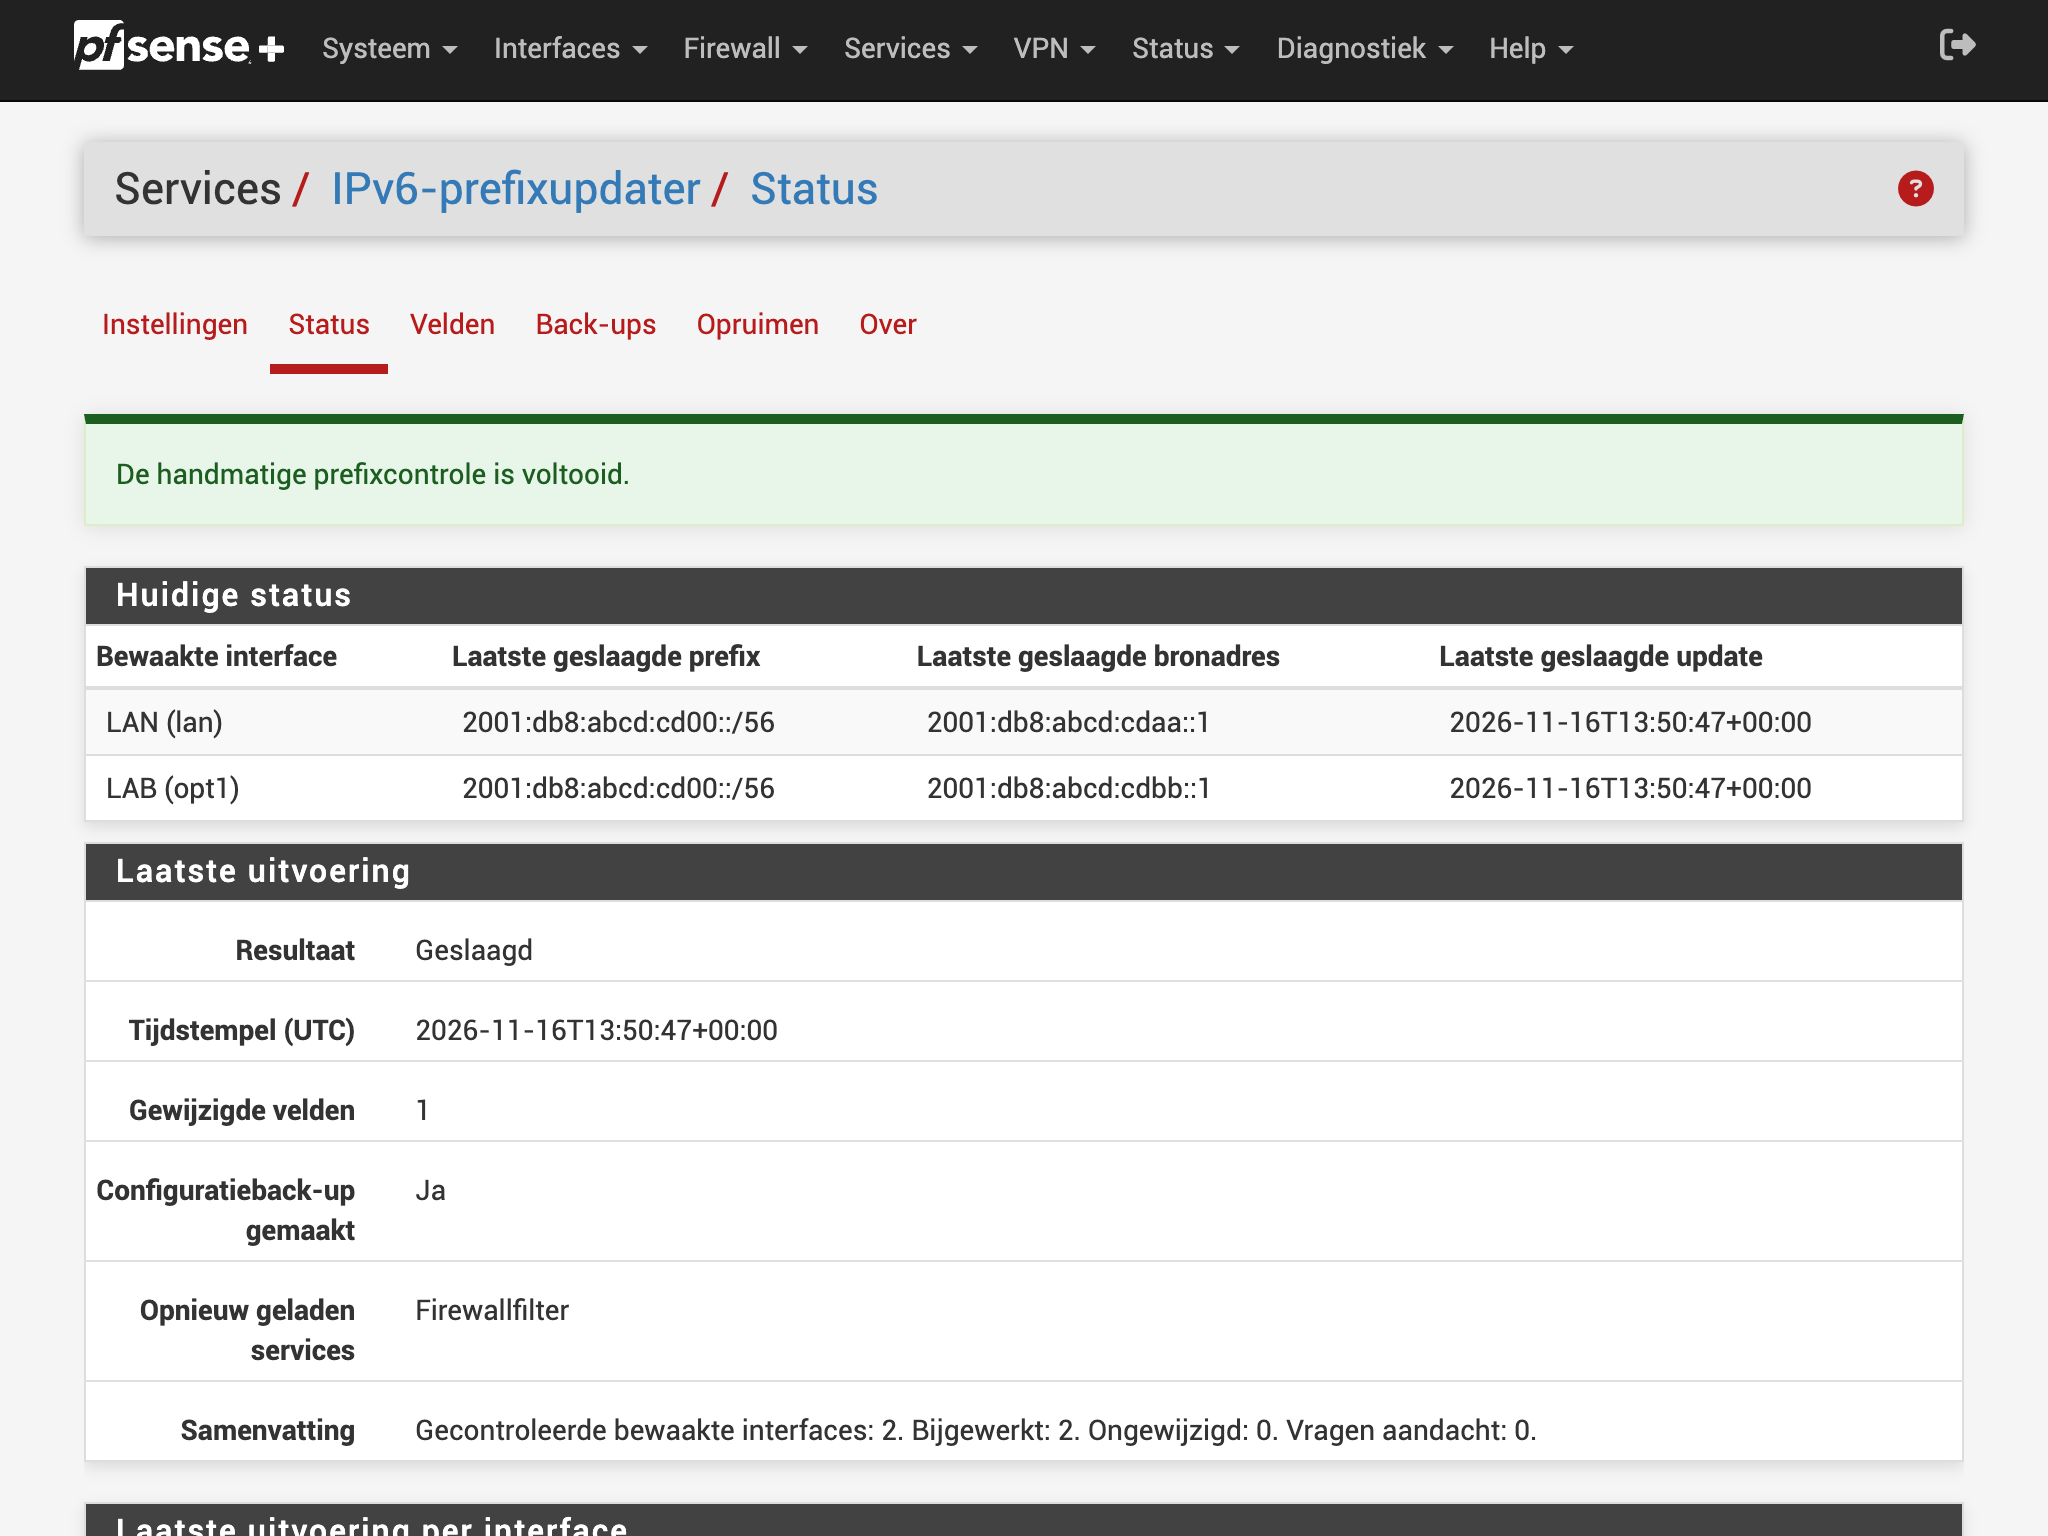 pfsense +
Systeem Interfaces Firewall Services VPN Status Diagnostiek Help
Services / IPv6-prefixupdater / Status
?
Instellingen Status Velden Back-ups Opruimen Over
De handmatige prefixcontrole is voltooid.
Huidige status
Bewaakte interface Laatste geslaagde prefix Laatste geslaagde bronadres Laatste geslaagde update
LAN (lan) 2001:db8:abcd:cd00::/56 2001:db8:abcd:cdaa::1 2026-11-16T13:50:47+00:00
LAB (opt1) 2001:db8:abcd:cd00::/56 2001:db8:abcd:cdbb::1 2026-11-16T13:50:47+00:00
Laatste uitvoering
Resultaat Geslaagd
Tijdstempel (UTC) 2026-11-16T13:50:47+00:00
Gewijzigde velden 1
Configuratieback-up Ja
gemaakt
Opnieuw geladen Firewallfilter
services
Samenvatting Gecontroleerde bewaakte interfaces: 2. Bijgewerkt: 2. Ongewijzigd: 0. Vragen aandacht: 0.
Laatste uitvoering per interface